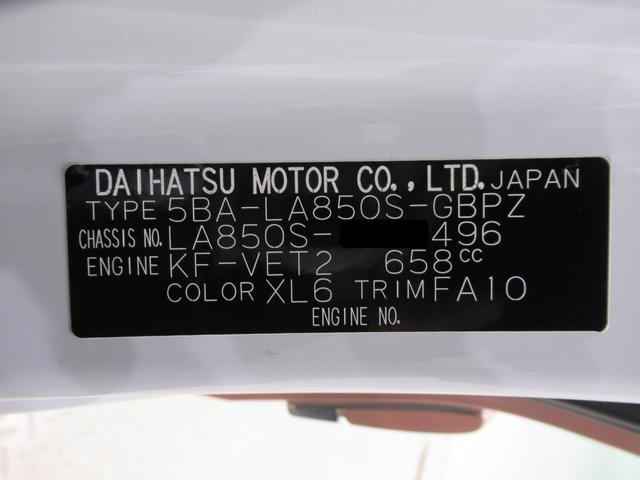 DAIHATSU MOTOR CO., LTD. JAPAN
TYPE 5BA-LA850S-GBPZ
CHASSIS NO. LA850S- 496
ENGINE KF-VET2 658cc
COLOR XL6 TRIM FA10
ENGINE NO.